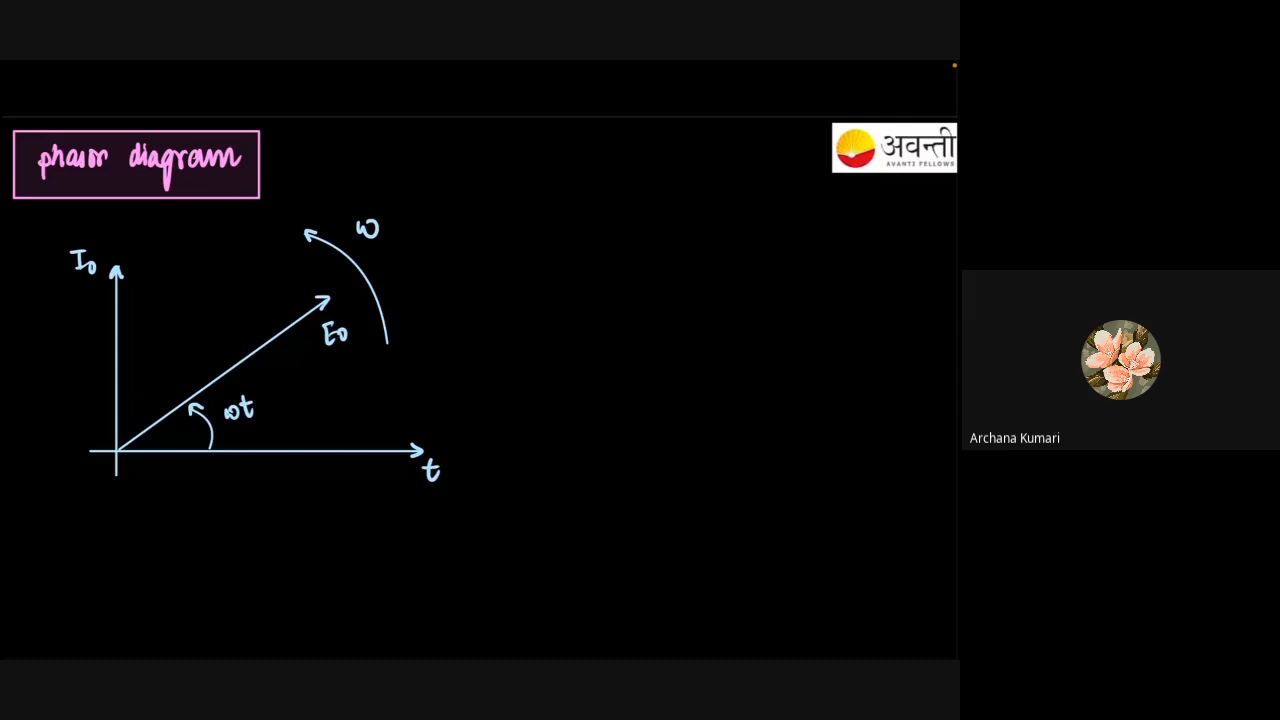 phasor diagram
अवन्ती
AVANTI FELLOWS
ω
I₀
E₀
ωt
t
Archana Kumari